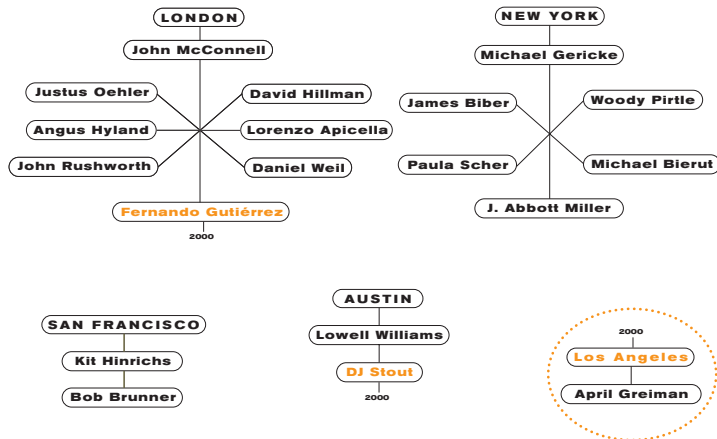 LONDON
John McConnell
Justus Oehler
David Hillman
Angus Hyland
Lorenzo Apicella
John Rushworth
Daniel Weil
Fernando Gutiérrez
2000
NEW YORK
Michael Gericke
James Biber
Woody Pirtle
Paula Scher
Michael Bierut
J. Abbott Miller
SAN FRANCISCO
Kit Hinrichs
Bob Brunner
AUSTIN
Lowell Williams
DJ Stout
2000
2000
Los Angeles
April Greiman